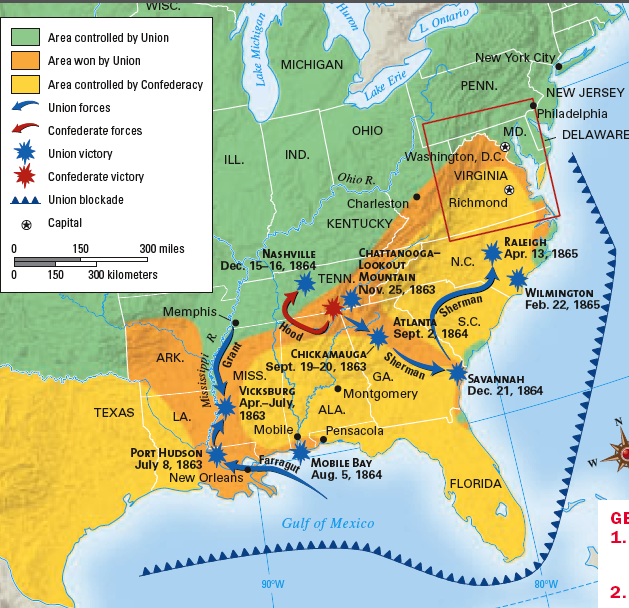 WISC.
Area controlled by Union
Area won by Union
Area controlled by Confederacy
Union forces
Confederate forces
Union victory
Confederate victory
Union blockade
Capital
0 150 300 miles
0 150 300 kilometers
Lake Michigan
Huron
L. Ontario
Lake Erie
MICHIGAN
New York City
PENN.
NEW JERSEY
Philadelphia
MD.
DELAWARE
OHIO
ILL.
IND.
Washington, D.C.
VIRGINIA
Ohio R.
Charleston
Richmond
KENTUCKY
NASHVILLE
Dec. 15–16, 1864
TENN.
CHATTANOOGA–
LOOKOUT
MOUNTAIN
Nov. 25, 1863
N.C.
RALEIGH
Apr. 13, 1865
WILMINGTON
Feb. 22, 1865
Sherman
S.C.
Memphis
Hood
ATLANTA
Sept. 2, 1864
CHICKAMAUGA
Sept. 19–20, 1863
Sherman
GA.
SAVANNAH
Dec. 21, 1864
ARK.
Mississippi R.
Grant
MISS.
VICKSBURG
Apr.–July,
1863
Montgomery
ALA.
TEXAS
LA.
Mobile
Pensacola
PORT HUDSON
July 8, 1863
New Orleans
Farragut
MOBILE BAY
Aug. 5, 1864
FLORIDA
Gulf of Mexico
90°W
80°W
N
W
GE
1.
2.